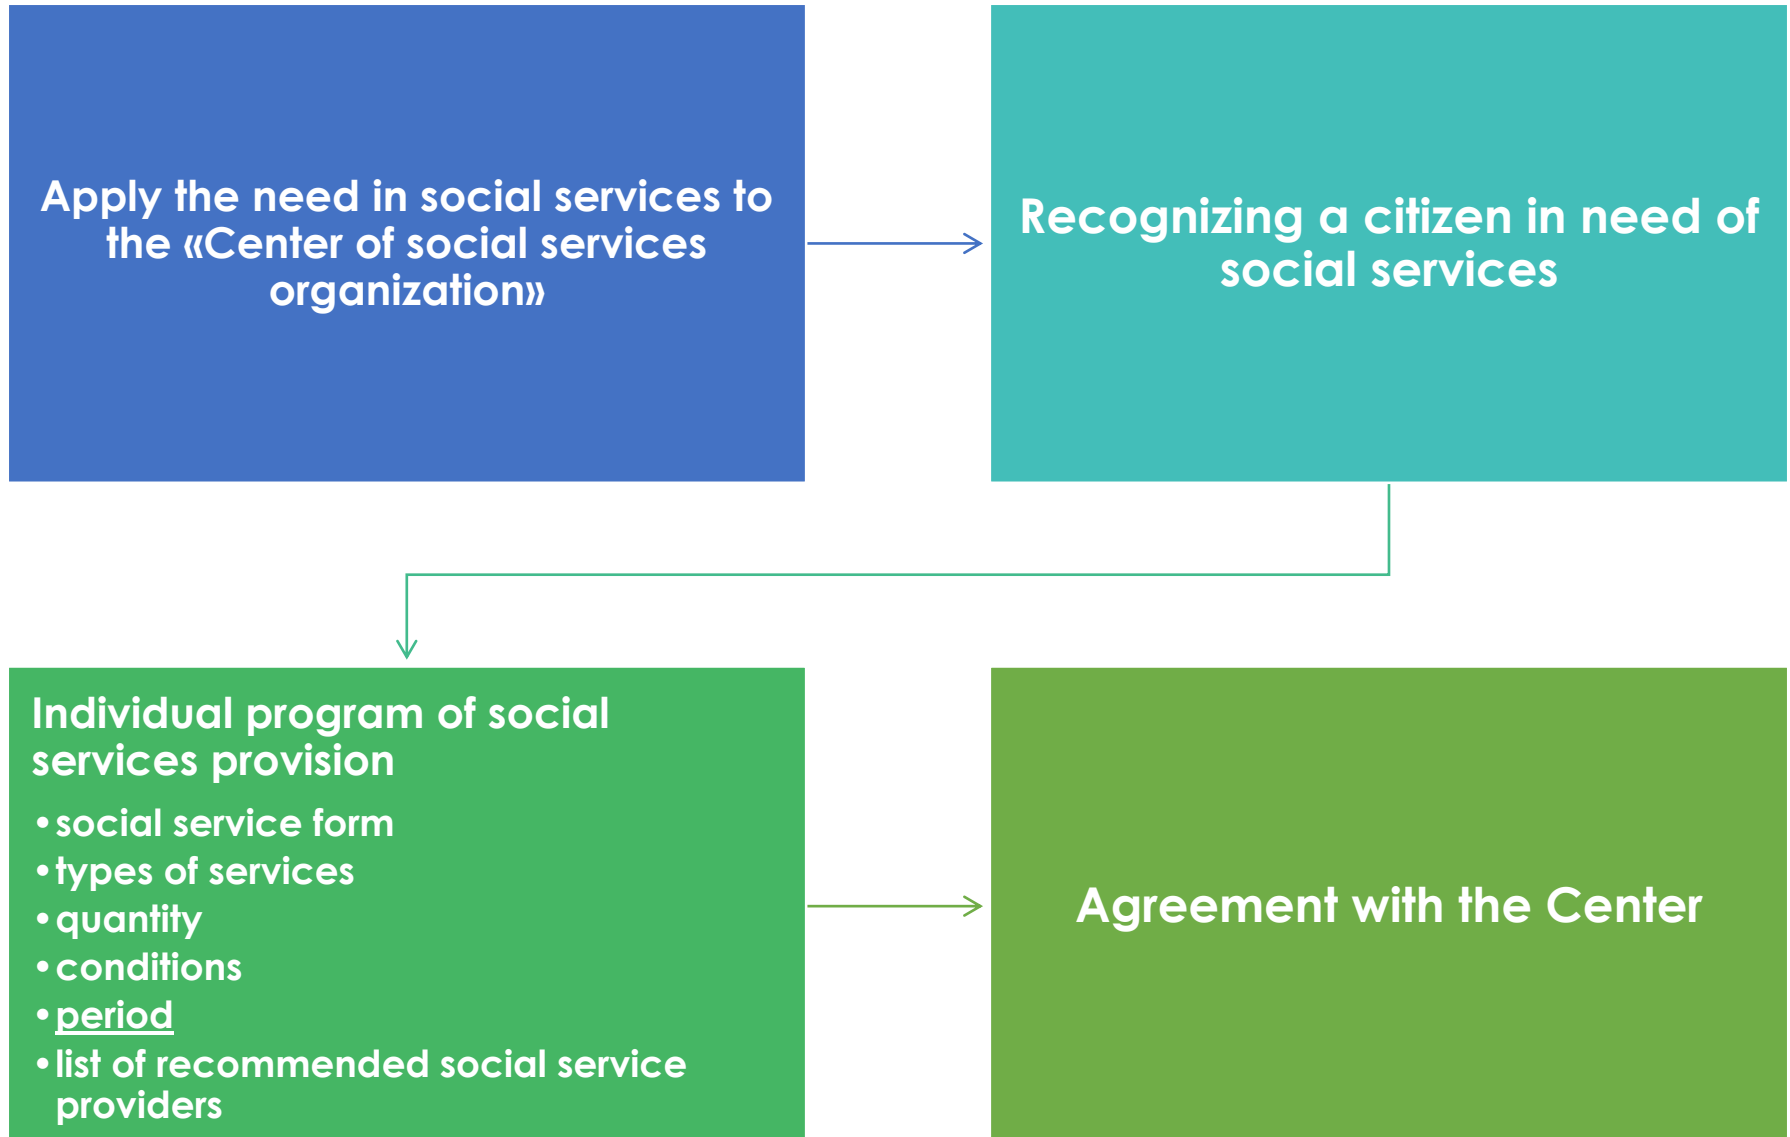 Apply the need in social services to
the «Center of social services
organization»
Recognizing a citizen in need of
social services
Individual program of social
services provision
•social service form
•types of services
•quantity
•conditions
•period
•list of recommended social service
providers
Agreement with the Center